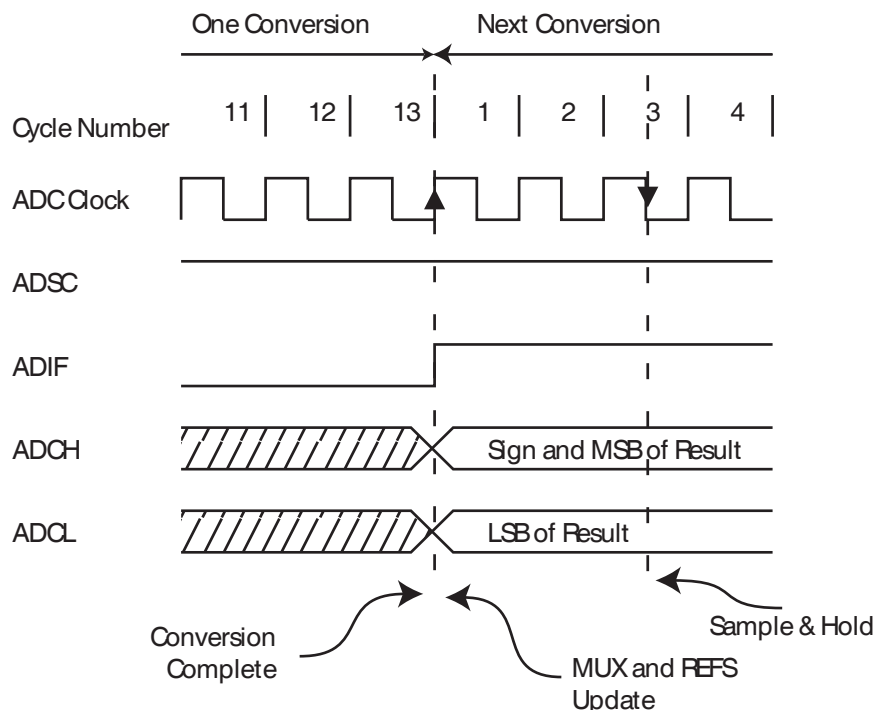 One Conversion
Next Conversion
Cycle Number
11
12
13
1
2
3
4
ADC Clock
ADSC
ADIF
ADCH
Sign and MSB of Result
ADCL
LSB of Result
Conversion
Complete
MUX and REFS
Update
Sample & Hold